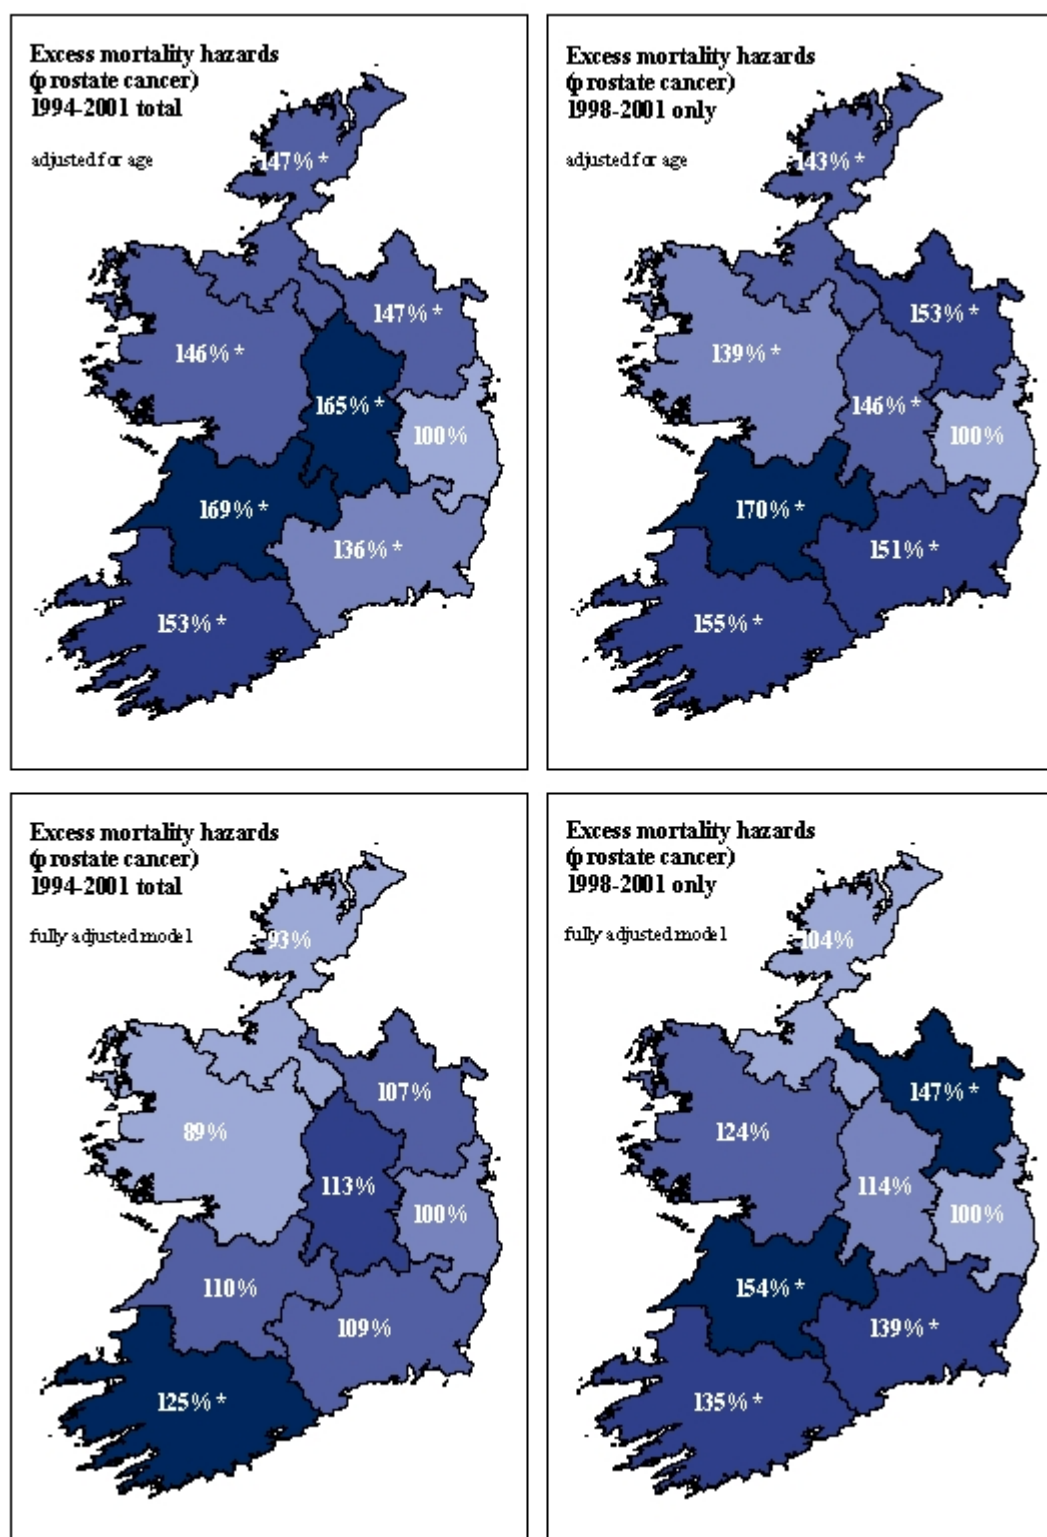 Excess mortality hazards
(prostate cancer)
1994-2001 total
adjusted for age
147% *
147% *
146% *
165% *
100%
169% *
136% *
153% *
Excess mortality hazards
(prostate cancer)
1998-2001 only
adjusted for age
143% *
153% *
139% *
146% *
100%
170% *
151% *
155% *
Excess mortality hazards
(prostate cancer)
1994-2001 total
fully adjusted model
93%
107%
89%
113%
100%
110%
109%
125% *
Excess mortality hazards
(prostate cancer)
1998-2001 only
fully adjusted model
104%
147% *
124%
114%
100%
154% *
139% *
135% *